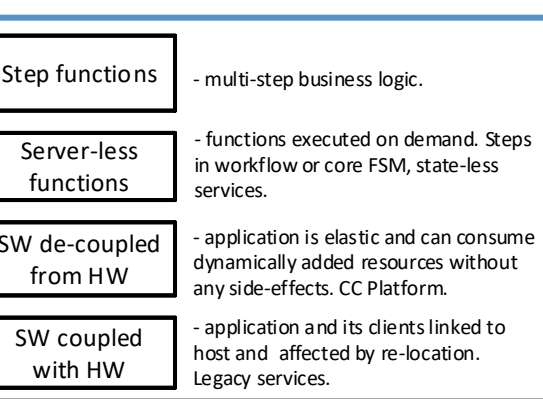 Step functions
- multi-step business logic.
Server-less
functions
- functions executed on demand. Steps
in workflow or core FSM, state-less
services.
SW de-coupled
from HW
- application is elastic and can consume
dynamically added resources without
any side-effects. CC Platform.
SW coupled
with HW
- application and its clients linked to
host and affected by re-location.
Legacy services.